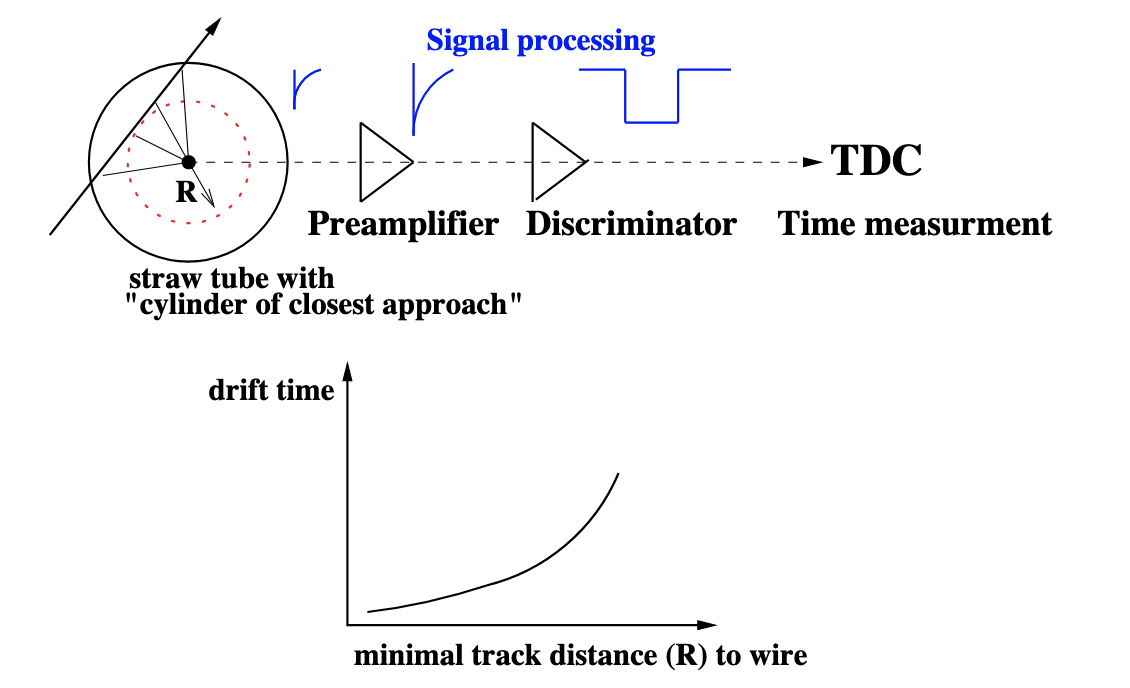 Signal processing
R
TDC
Preamplifier
Discriminator
Time measurment
straw tube with
"cylinder of closest approach"
drift time
minimal track distance (R) to wire